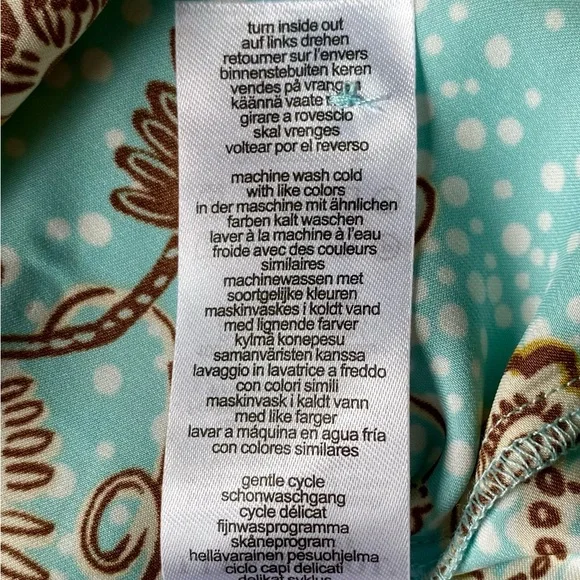 turn inside out
auf links drehen
retourner sur l'envers
binnenstebuiten keren
vendes på vrangen
käännä vaate
girare a rovescio
skal vrenges
voltear por el reverso
machine wash cold
with like colors
in der maschine mit ähnlichen
farben kalt waschen
laver à la machine à l'eau
froide avec des couleurs
similaires
machinewassen met
soortgelijke kleuren
maskinvaskes i koldt vand
med lignende farver
kylmä konepesu
samanväristen kanssa
lavaggio in lavatrice a freddo
con colori simili
maskinvask i kaldt vann
med like farger
lavar a máquina en agua fría
con colores similares
gentle cycle
schonwaschgang
cycle délicat
fijnwasprogramma
skåneprogram
hellävarainen pesuohjelma
ciclo capi delicati
delikat syklus